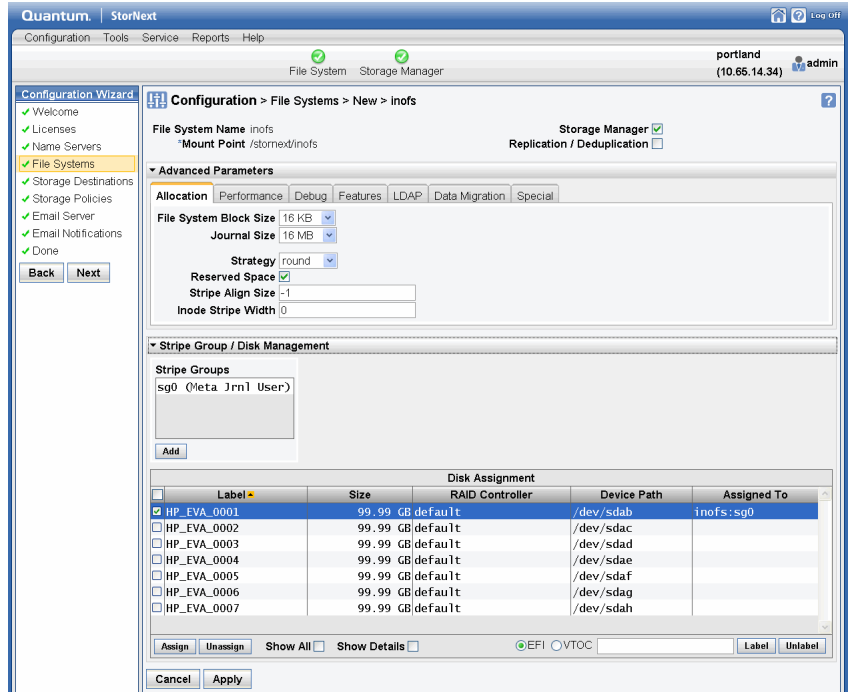 Quantum. StorNext Log Off
Configuration Tools Service Reports Help
File System Storage Manager
portland
(10.65.14.34)
admin
Configuration Wizard
Welcome
Licenses
Name Servers
File Systems
Storage Destinations
Storage Policies
Email Server
Email Notifications
Done
Back Next
Configuration > File Systems > New > inofs ?
File System Name inofs Storage Manager
*Mount Point /stornext/inofs Replication / Deduplication
Advanced Parameters
Allocation Performance Debug Features LDAP Data Migration Special
File System Block Size 16 KB
Journal Size 16 MB
Strategy round
Reserved Space
Stripe Align Size -1
Inode Stripe Width 0
Stripe Group / Disk Management
Stripe Groups
sg0 (Meta Jrnl User)
Add
Disk Assignment
Label Size RAID Controller Device Path Assigned To
HP_EVA_0001 99.99 GB default /dev/sdab inofs:sg0
HP_EVA_0002 99.99 GB default /dev/sdac
HP_EVA_0003 99.99 GB default /dev/sdad
HP_EVA_0004 99.99 GB default /dev/sdae
HP_EVA_0005 99.99 GB default /dev/sdaf
HP_EVA_0006 99.99 GB default /dev/sdag
HP_EVA_0007 99.99 GB default /dev/sdah
Assign Unassign Show All Show Details EFI VTOC Label Unlabel
Cancel Apply